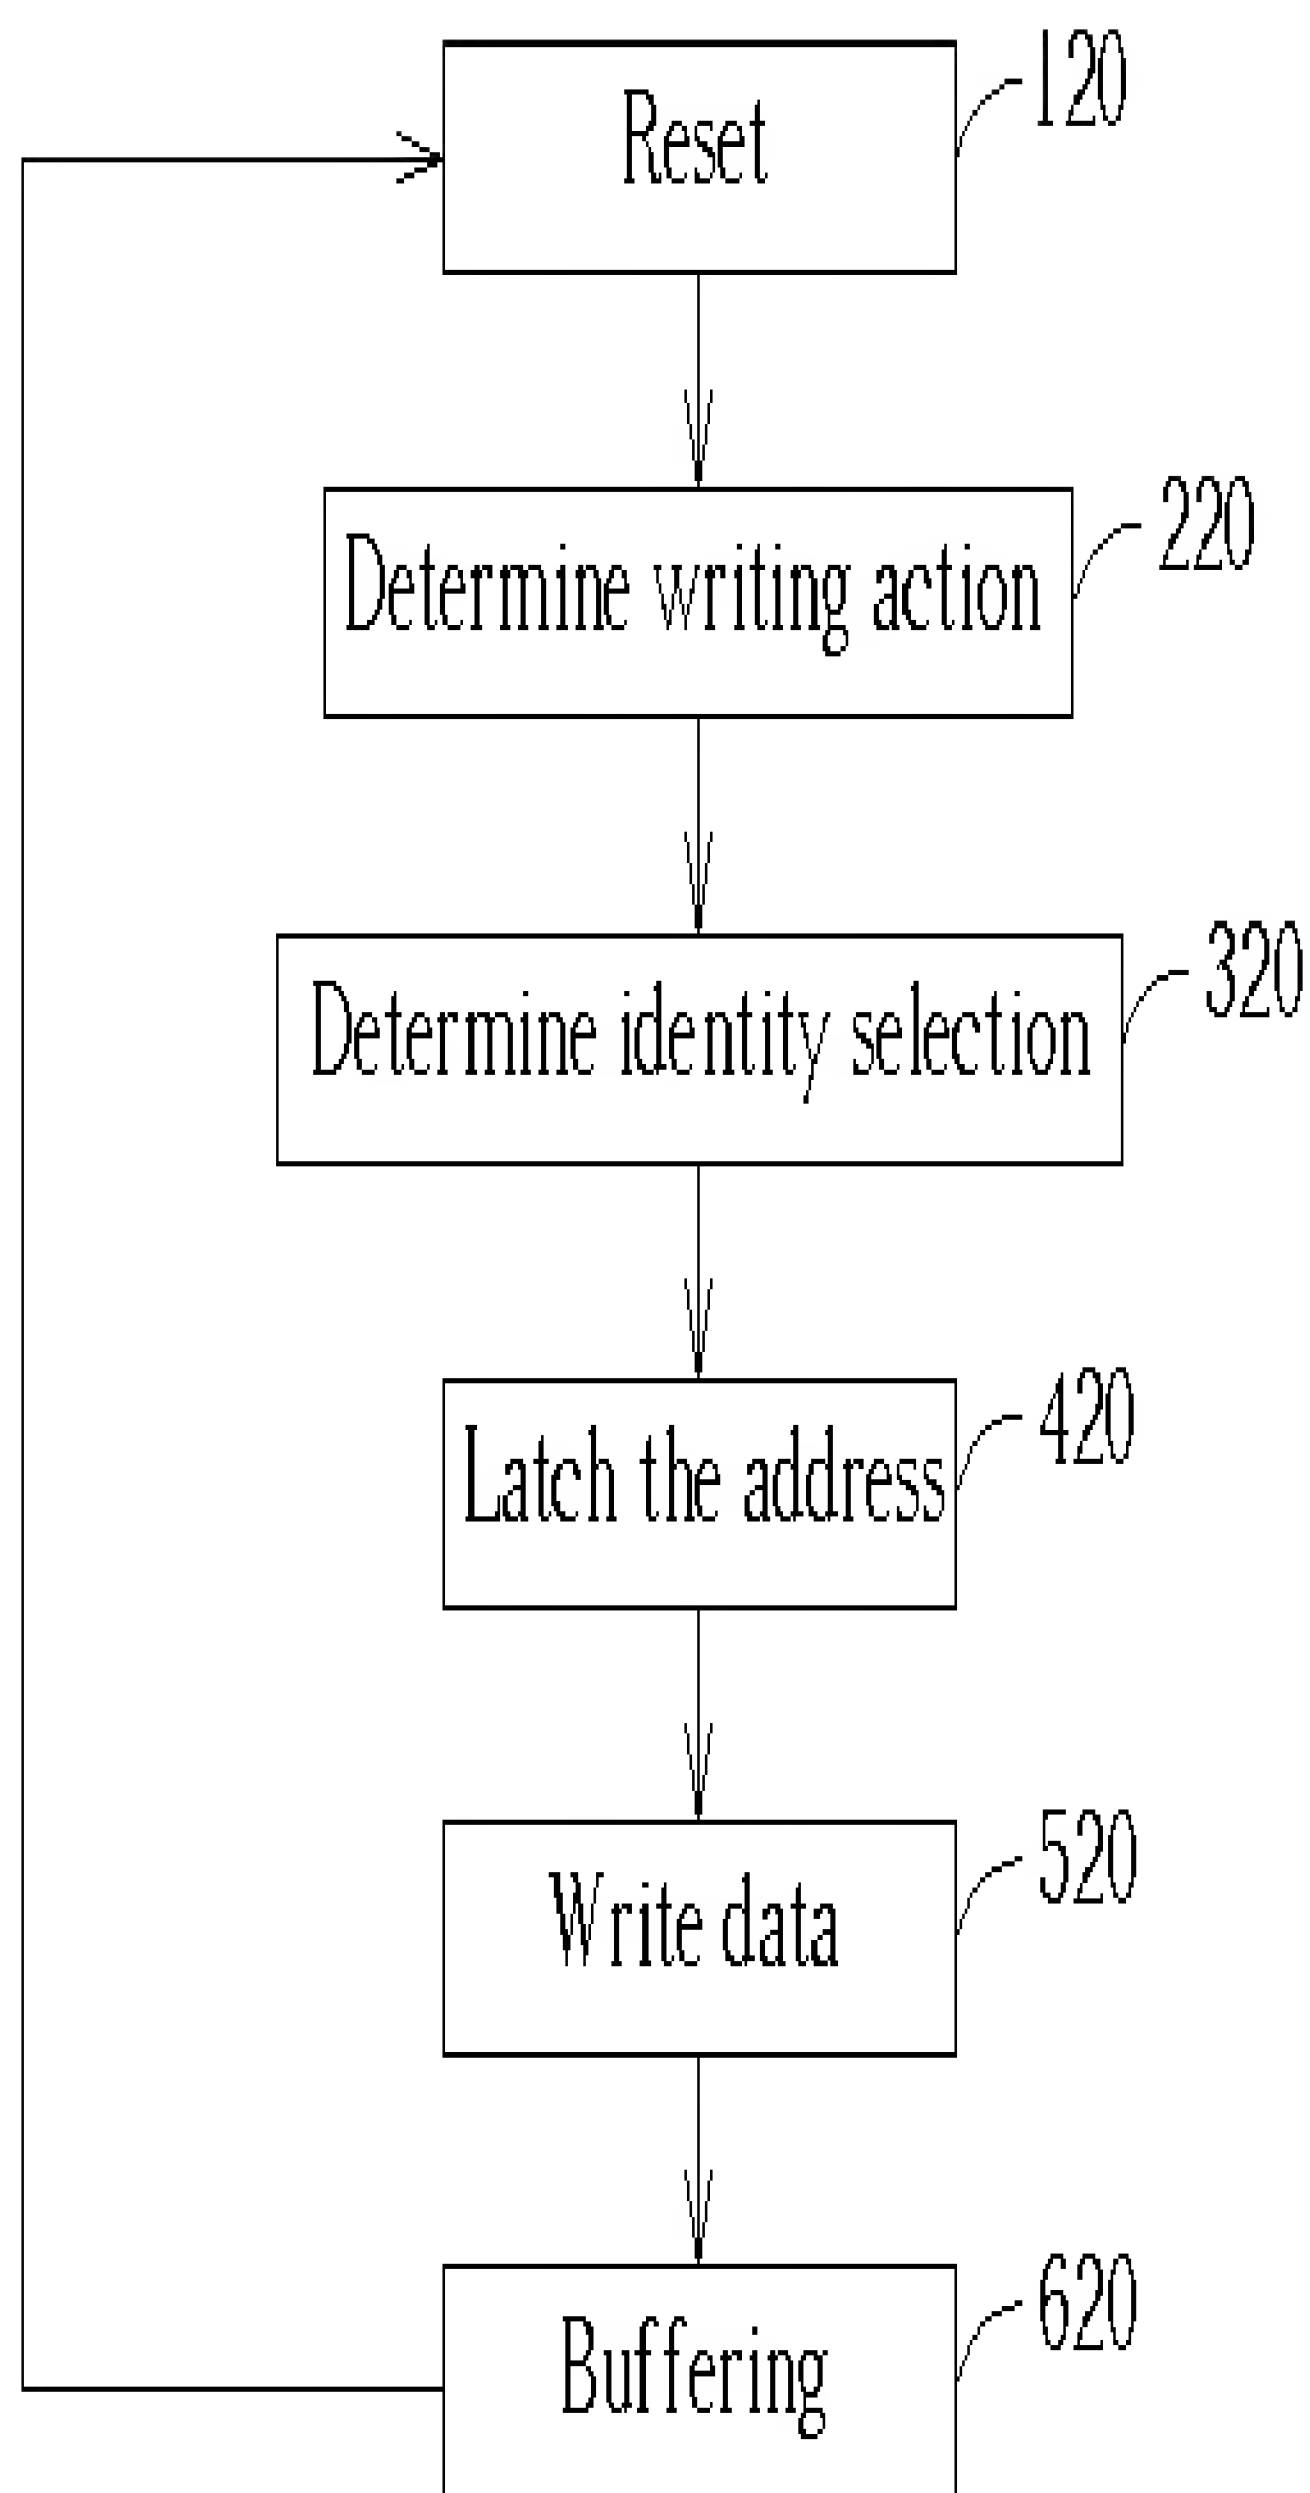 Reset
120
Determine writing action
220
Determine identity selection
320
Latch the address
420
Write data
520
Buffering
620